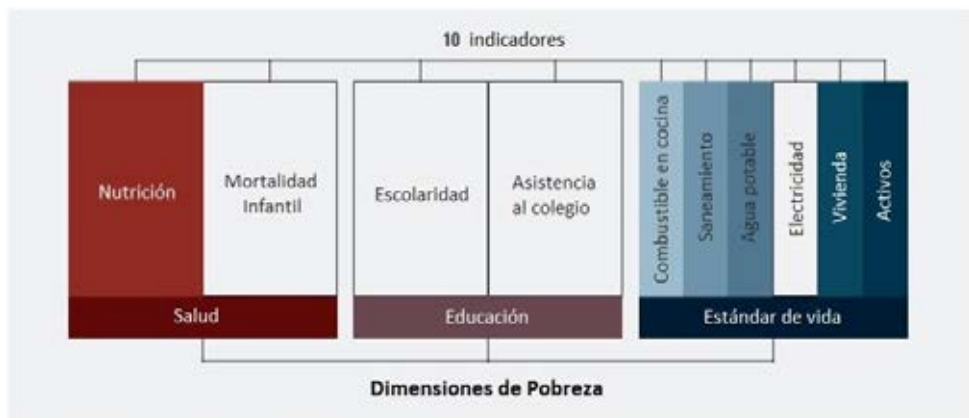 10 indicadores
Nutrición
Mortalidad
Infantil
Escolaridad
Asistencia
al colegio
Combustible en cocina
Saneamiento
Agua potable
Electricidad
Vivienda
Activos
Salud
Educación
Estándar de vida
Dimensiones de Pobreza